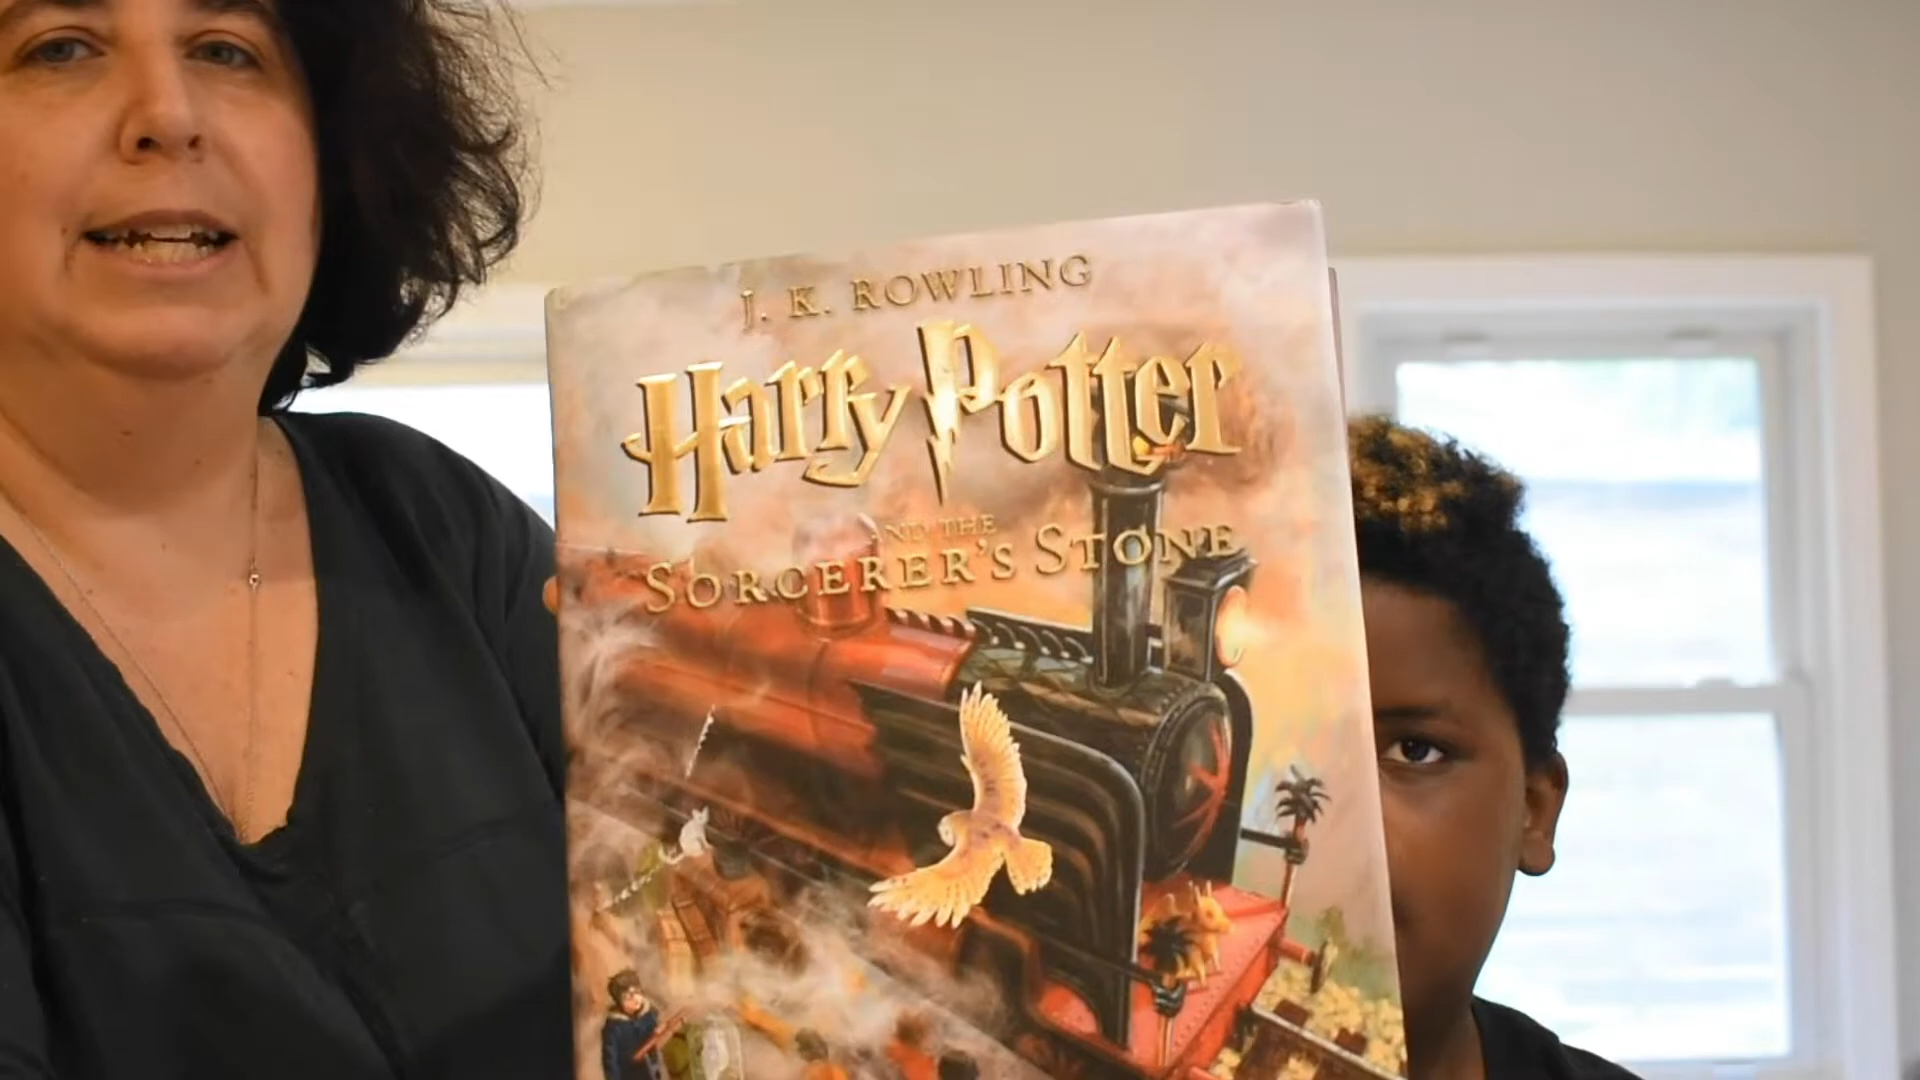 J. K. ROWLING
Harry Potter
AND THE
SORCERER'S STONE